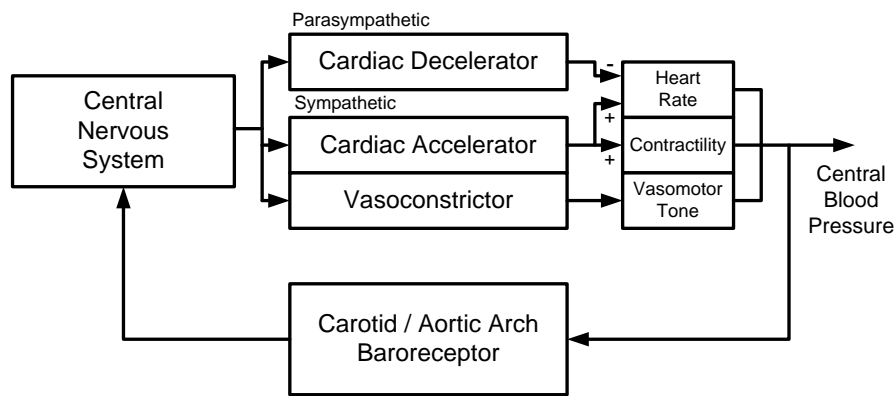 Parasympathetic
Cardiac Decelerator
Central
Nervous
System
Sympathetic
Cardiac Accelerator
Vasoconstrictor
-
Heart
Rate
+
Contractility
+
Vasomotor
Tone
Central
Blood
Pressure
Carotid / Aortic Arch
Baroreceptor